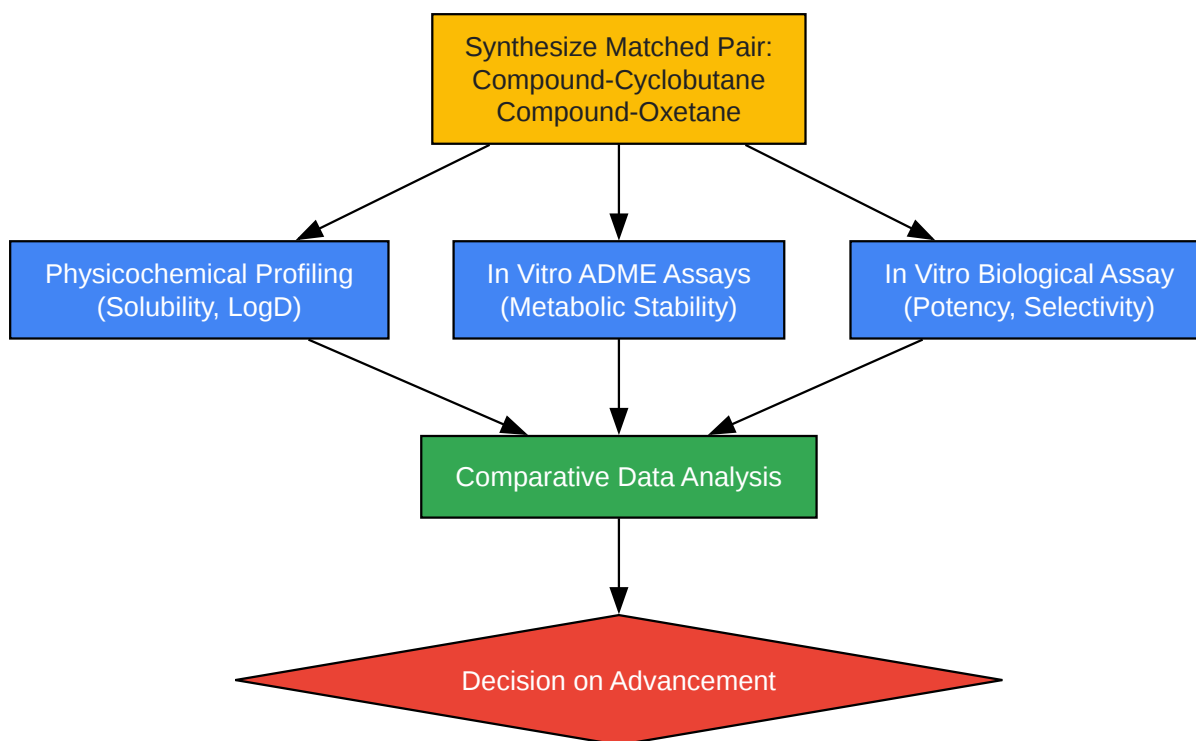 Synthesize Matched Pair:
Compound-Cyclobutane
Compound-Oxetane
Physicochemical Profiling
(Solubility, LogD)
In Vitro ADME Assays
(Metabolic Stability)
In Vitro Biological Assay
(Potency, Selectivity)
Comparative Data Analysis
Decision on Advancement